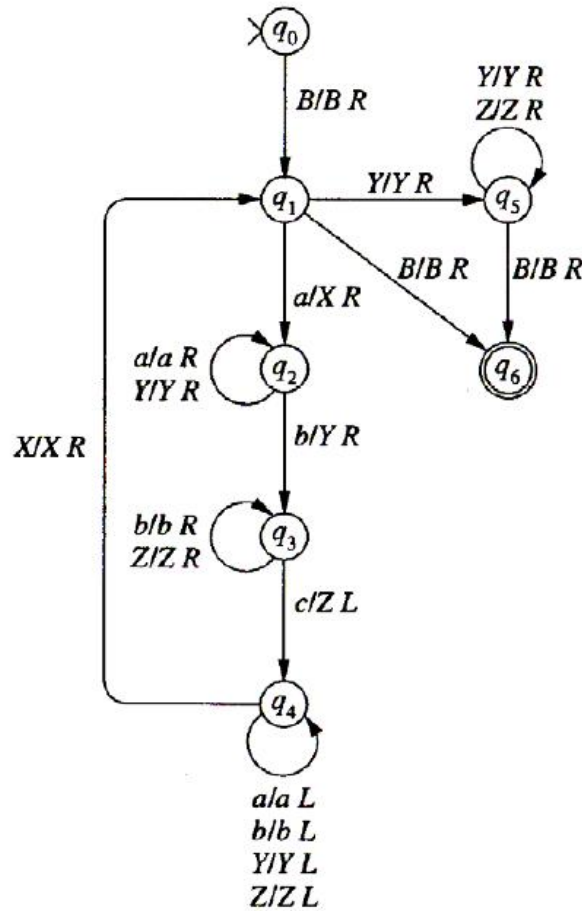 q0
B/B R
Y/Y R
Z/Z R
q1
Y/Y R
q5
a/X R
B/B R
B/B R
a/a R
Y/Y R
q2
q6
X/X R
b/Y R
b/b R
Z/Z R
q3
c/Z L
q4
a/a L
b/b L
Y/Y L
Z/Z L